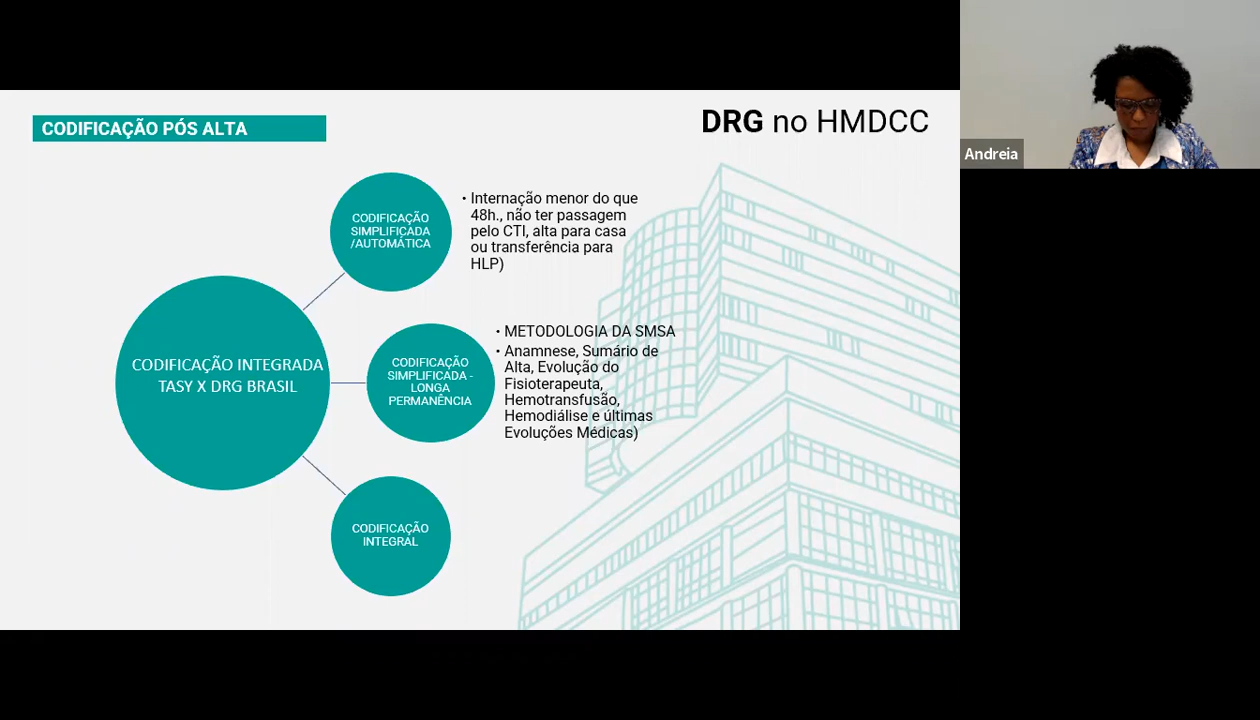 CODIFICAÇÃO PÓS ALTA
DRG no HMDCC
Andreia
CODIFICAÇÃO
SIMPLIFICADA
/AUTOMÁTICA
• Internação menor do que
48h., não ter passagem
pelo CTI, alta para casa
ou transferência para
HLP)
CODIFICAÇÃO INTEGRADA
TASY X DRG BRASIL
CODIFICAÇÃO
SIMPLIFICADA -
LONGA
PERMANÊNCIA
• METODOLOGIA DA SMSA
• Anamnese, Sumário de
Alta, Evolução do
Fisioterapeuta,
Hemotransfusão,
Hemodiálise e últimas
Evoluções Médicas)
CODIFICAÇÃO
INTEGRAL